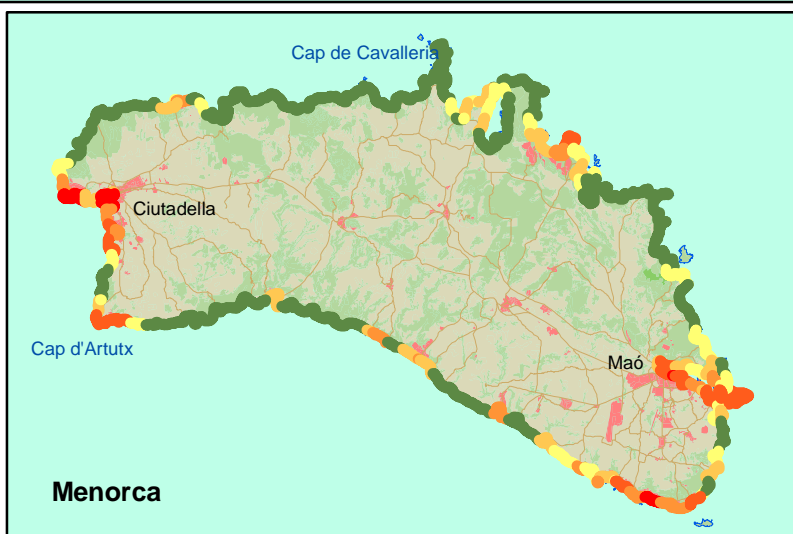 Cap de Cavalleria
Ciutadella
Cap d'Artutx
Maó
Menorca